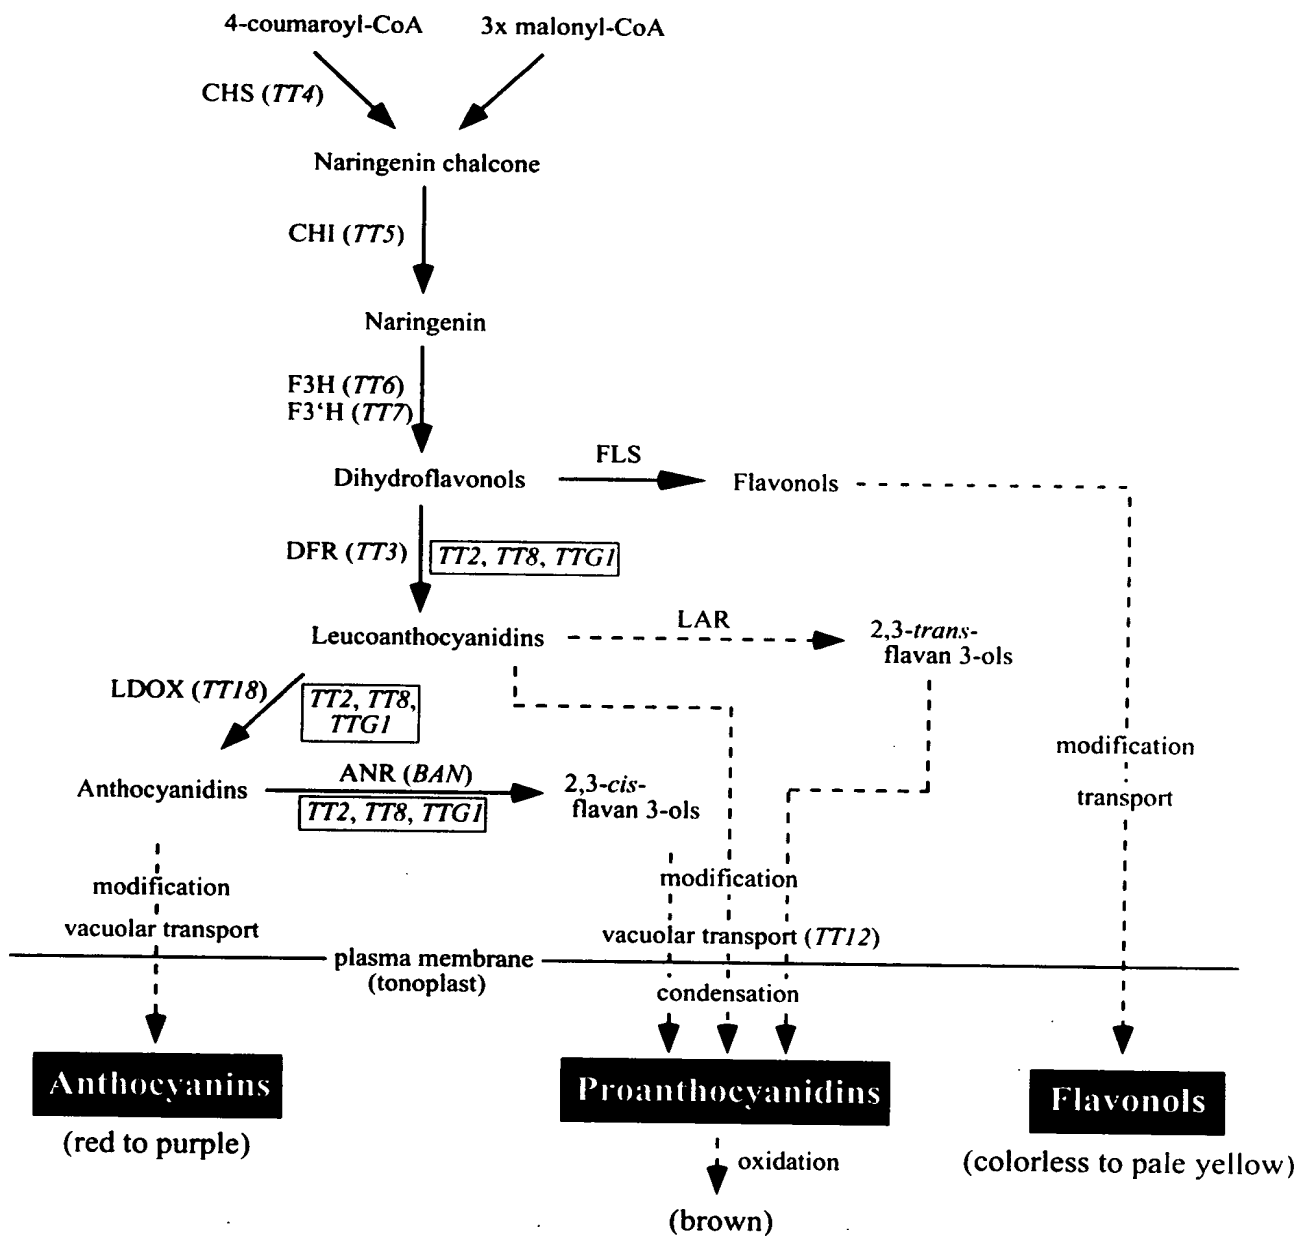 4-coumaroyl-CoA 3x malonyl-CoA
CHS (TT4)
Naringenin chalcone
CHI (TT5)
Naringenin
F3H (TT6)
F3‘H (TT7)
FLS
Dihydroflavonols
Flavonols
DFR (TT3)
TT2, TT8, TTG1
LAR
Leucoanthocyanidins
2,3-trans-
flavan 3-ols
LDOX (TT18)
TT2, TT8,
TTG1
modification
transport
ANR (BAN)
Anthocyanidins
TT2, TT8, TTG1
2,3-cis-
flavan 3-ols
modification
vacuolar transport
modification
vacuolar transport (TT12)
plasma membrane
(tonoplast)
condensation
Anthocyanins
(red to purple)
Proanthocyanidins
Flavonols
(colorless to pale yellow)
oxidation
(brown)